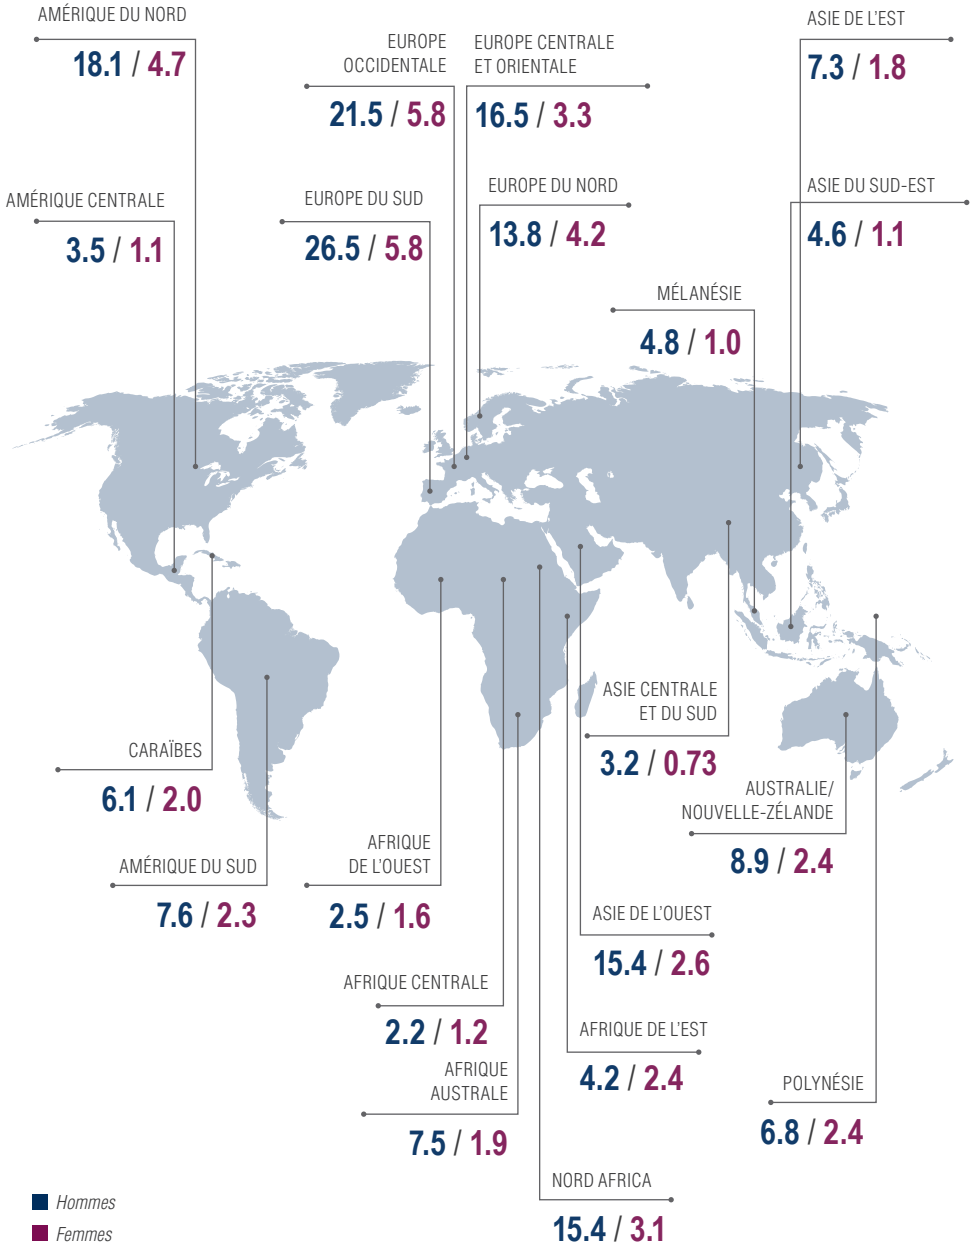 AMÉRIQUE DU NORD
18.1 / 4.7
EUROPE
OCCIDENTALE
21.5 / 5.8
EUROPE CENTRALE
ET ORIENTALE
16.5 / 3.3
ASIE DE L'EST
7.3 / 1.8
AMÉRIQUE CENTRALE
3.5 / 1.1
EUROPE DU SUD
26.5 / 5.8
EUROPE DU NORD
13.8 / 4.2
ASIE DU SUD-EST
4.6 / 1.1
MÉLANÉSIE
4.8 / 1.0
ASIE CENTRALE
ET DU SUD
3.2 / 0.73
CARAÏBES
6.1 / 2.0
AUSTRALIE/
NOUVELLE-ZÉLANDE
8.9 / 2.4
AMÉRIQUE DU SUD
7.6 / 2.3
AFRIQUE
DE L'OUEST
2.5 / 1.6
ASIE DE L'OUEST
15.4 / 2.6
AFRIQUE CENTRALE
2.2 / 1.2
AFRIQUE DE L'EST
4.2 / 2.4
AFRIQUE
AUSTRALE
7.5 / 1.9
POLYNÉSIE
6.8 / 2.4
NORD AFRICA
15.4 / 3.1
Hommes
Femmes